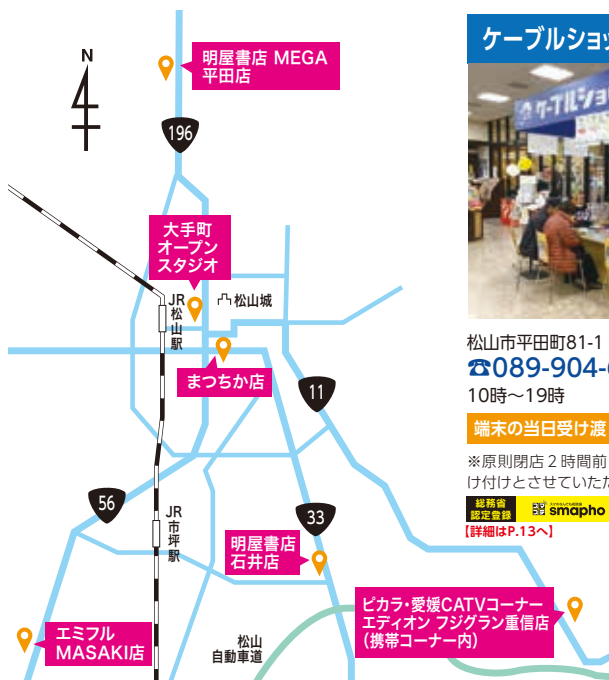 N
明屋書店 MEGA
平田店
196
大手町
オープン
スタジオ
JR
松山駅
松山城
まつちか店
11
56
JR
市坪駅
33
明屋書店
石井店
エミフル
MASAKI店
松山
自動車道
ピカラ・愛媛CATVコーナー
エディオン フジグラン重信店
（携帯コーナー内）
ケーブルショッ
ケーブルショ
松山市平田町81-1
☎089-904-
10時〜19時
端末の当日受け渡
※原則閉店２時間前
け付けとさせていただ
総務省
認定登録
smapho
【詳細はP.13へ】